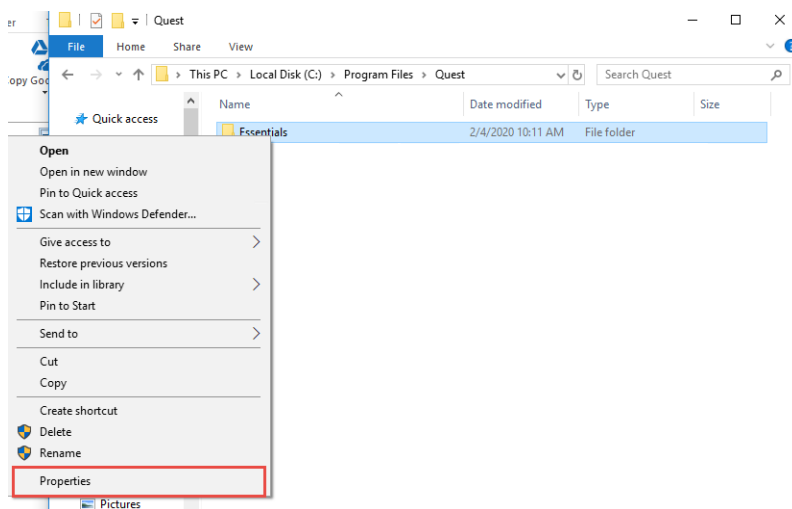 er
Quest
File Home Share View
opy Goo
This PC > Local Disk (C:) > Program Files > Quest
Search Quest
Name Date modified Type Size
Quick access
Essentials 2/4/2020 10:11 AM File folder
Open
Open in new window
Pin to Quick access
Scan with Windows Defender...
Give access to
Restore previous versions
Include in library
Pin to Start
Send to
Cut
Copy
Create shortcut
Delete
Rename
Properties
Pictures